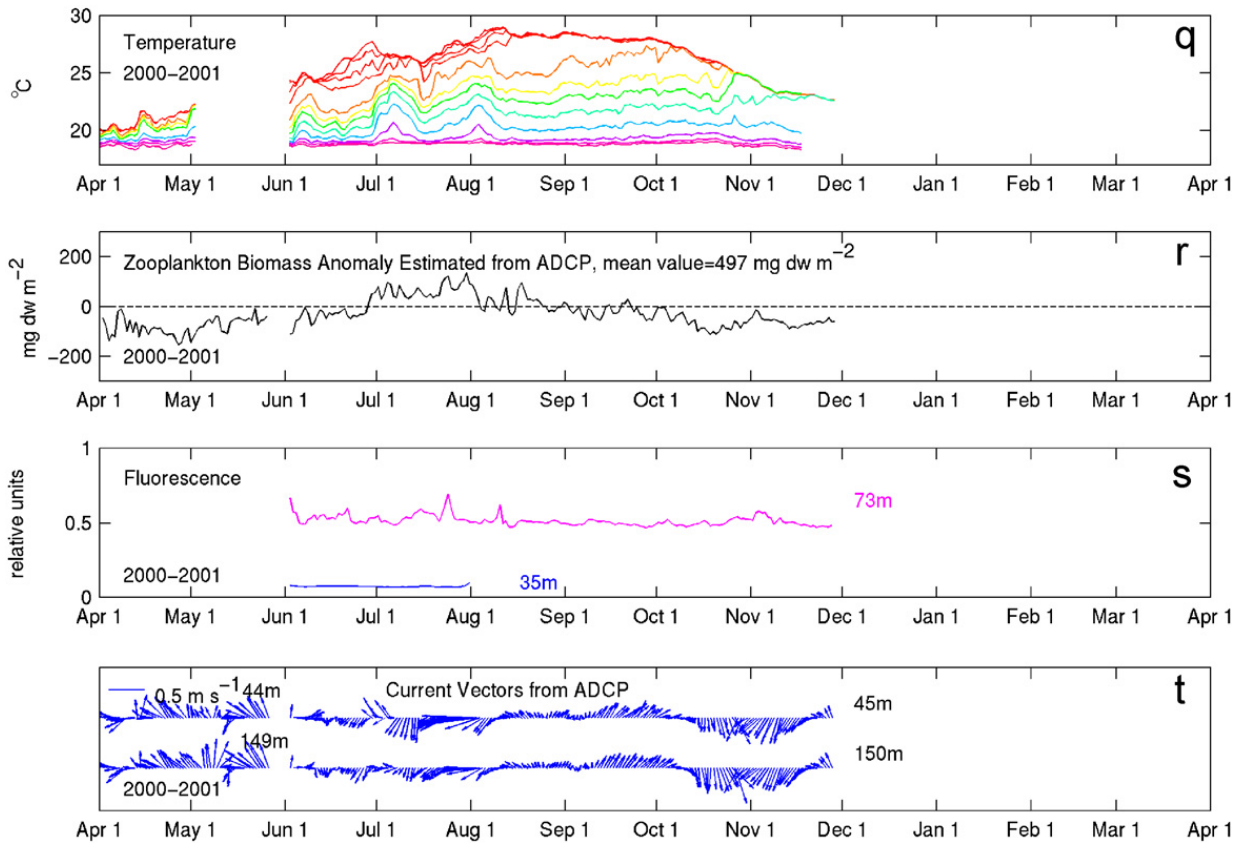 30
25
20
°C
Temperature
2000−2001
q
Apr 1 May 1 Jun 1 Jul 1 Aug 1 Sep 1 Oct 1 Nov 1 Dec 1 Jan 1 Feb 1 Mar 1 Apr 1
200
0
−200
mg dw m−2
Zooplankton Biomass Anomaly Estimated from ADCP, mean value=497 mg dw m−2
r
2000−2001
Apr 1 May 1 Jun 1 Jul 1 Aug 1 Sep 1 Oct 1 Nov 1 Dec 1 Jan 1 Feb 1 Mar 1 Apr 1
1
0.5
0
relative units
Fluorescence
s
73m
2000−2001
35m
Apr 1 May 1 Jun 1 Jul 1 Aug 1 Sep 1 Oct 1 Nov 1 Dec 1 Jan 1 Feb 1 Mar 1 Apr 1
0.5 m s−1
44m
Current Vectors from ADCP
t
45m
149m
150m
2000−2001
Apr 1 May 1 Jun 1 Jul 1 Aug 1 Sep 1 Oct 1 Nov 1 Dec 1 Jan 1 Feb 1 Mar 1 Apr 1